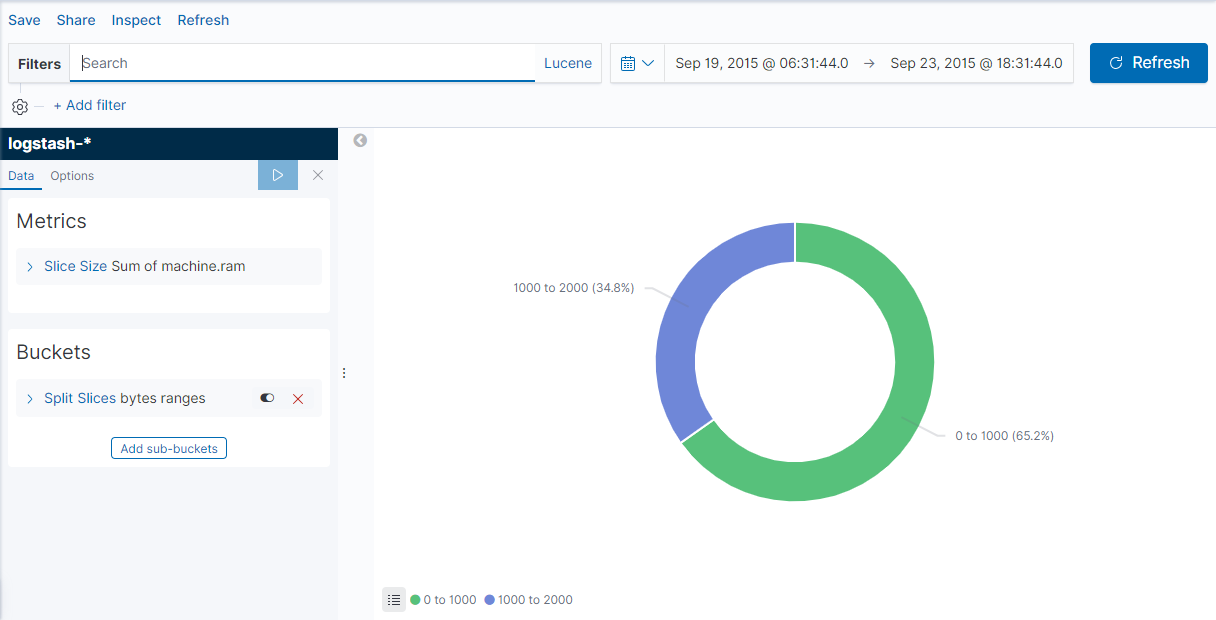 Save Share Inspect Refresh
Filters Search Lucene Sep 19, 2015 @ 06:31:44.0 → Sep 23, 2015 @ 18:31:44.0 Refresh
+ Add filter
logstash-*
Data Options
Metrics
Slice Size Sum of machine.ram
Buckets
Split Slices bytes ranges
Add sub-buckets
1000 to 2000 (34.8%)
0 to 1000 (65.2%)
0 to 1000 1000 to 2000